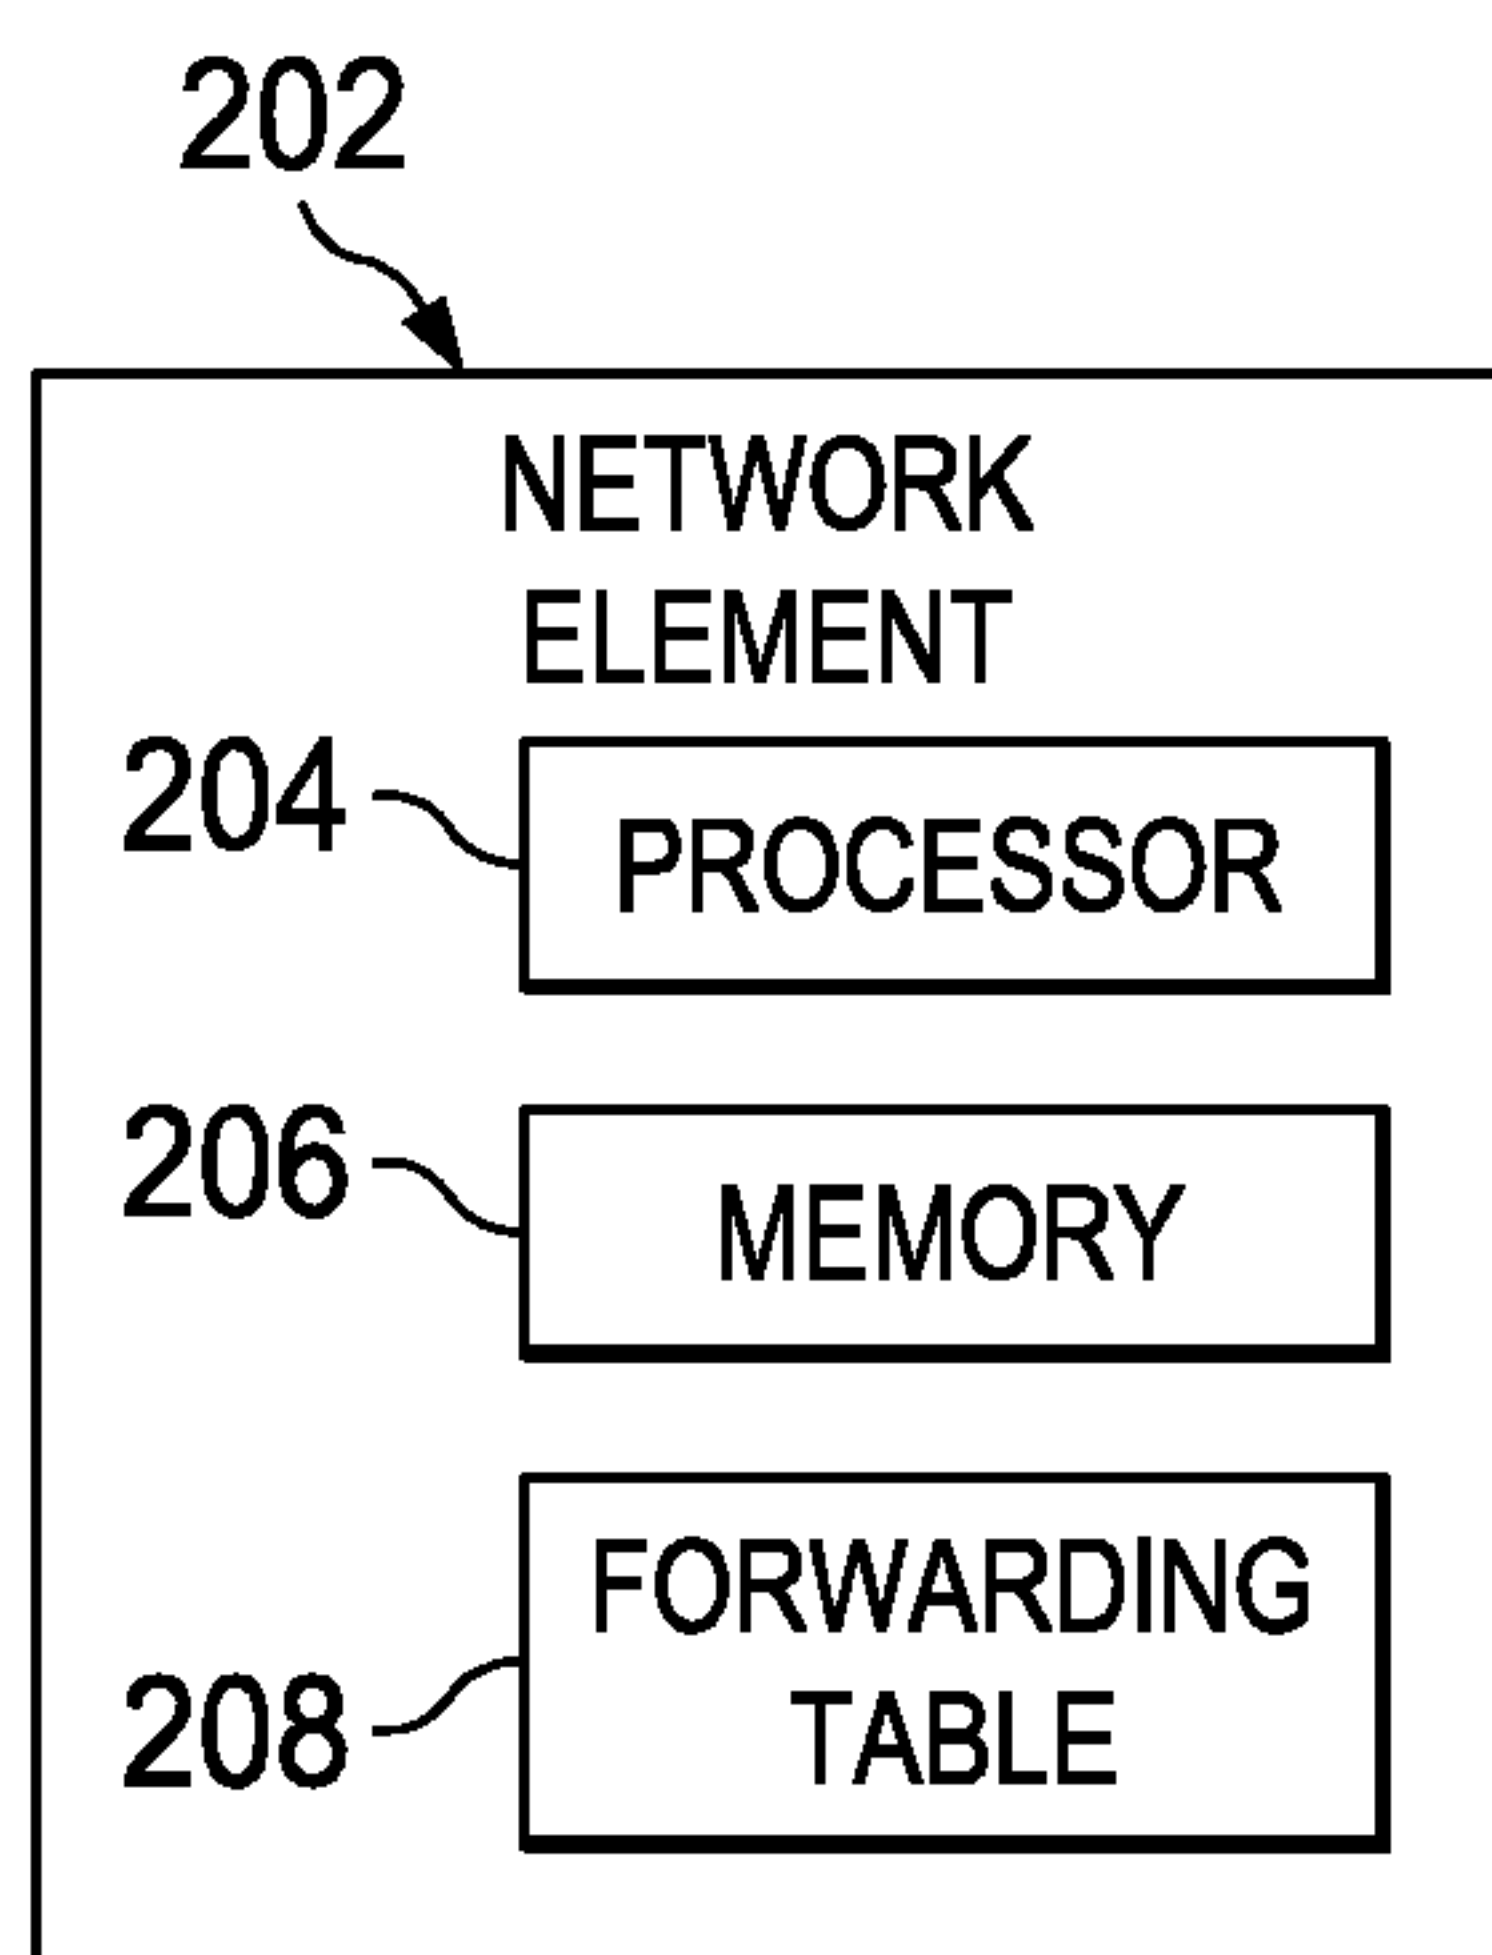 202
NETWORK
ELEMENT
204
PROCESSOR
206
MEMORY
FORWARDING
208
TABLE